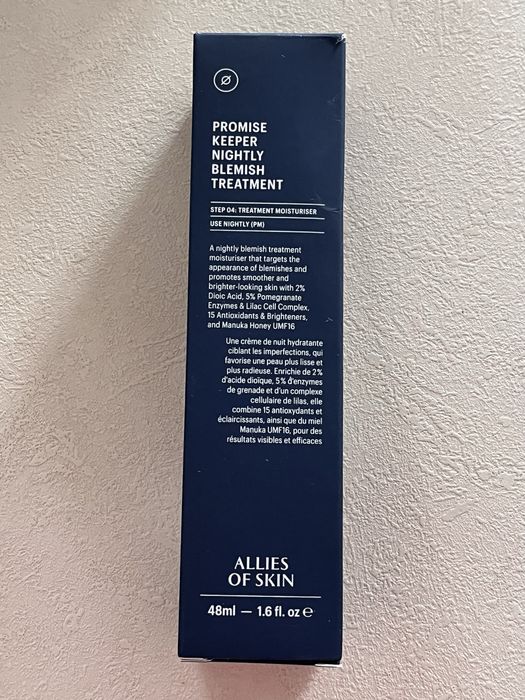 PROMISE
KEEPER
NIGHTLY
BLEMISH
TREATMENT
STEP 04: TREATMENT MOISTURISER
USE NIGHTLY (PM)
A nightly blemish treatment
moisturiser that targets the
appearance of blemishes and
promotes smoother and
brighter-looking skin with 2%
Dioic Acid, 5% Pomegranate
Enzymes & Lilac Cell Complex,
15 Antioxidants & Brighteners,
and Manuka Honey UMF16
Une crème de nuit hydratante
ciblant les imperfections, qui
favorise une peau plus lisse et
plus radieuse. Enrichie de 2%
d'acide dioïque, 5% d'enzymes
de grenade et d'un complexe
cellulaire de lilas, elle
combine 15 antioxydants et
éclaircissants, ainsi que du miel
Manuka UMF16, pour des
résultats visibles et efficaces
ALLIES
OF SKIN
48ml — 1.6 fl. oz ℮